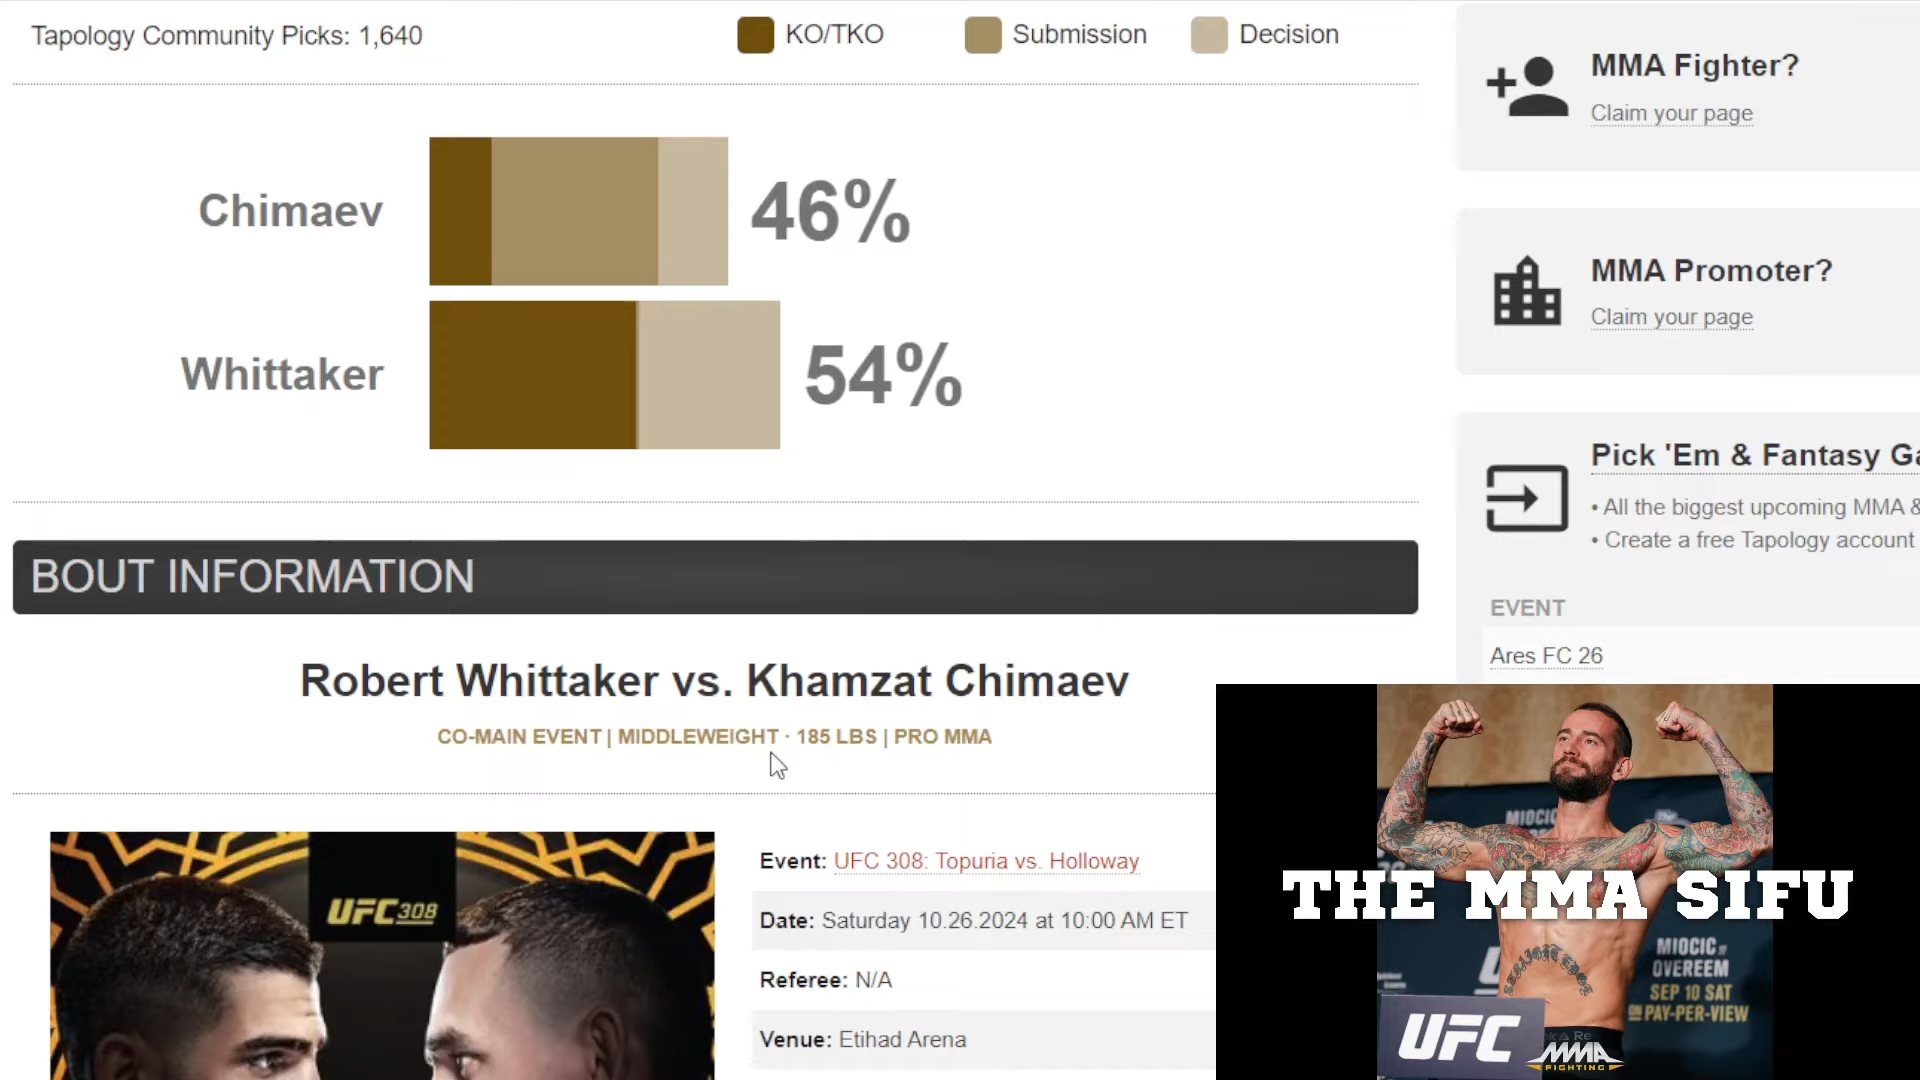 Tapology Community Picks: 1,640
KO/TKO
Submission
Decision
Chimaev
46%
Whittaker
54%
BOUT INFORMATION
Robert Whittaker vs. Khamzat Chimaev
CO-MAIN EVENT | MIDDLEWEIGHT · 185 LBS | PRO MMA
UFC 308
Event: UFC 308: Topuria vs. Holloway
Date: Saturday 10.26.2024 at 10:00 AM ET
Referee: N/A
Venue: Etihad Arena
MMA Fighter?
Claim your page
MMA Promoter?
Claim your page
Pick 'Em & Fantasy Ga
• All the biggest upcoming MMA &
• Create a free Tapology account
EVENT
Ares FC 26
THE MMA SIFU
MIOCIC
OVEREEM
SEP 10 SAT
ON PAY-PER-VIEW
UFC
MMA
FIGHTING